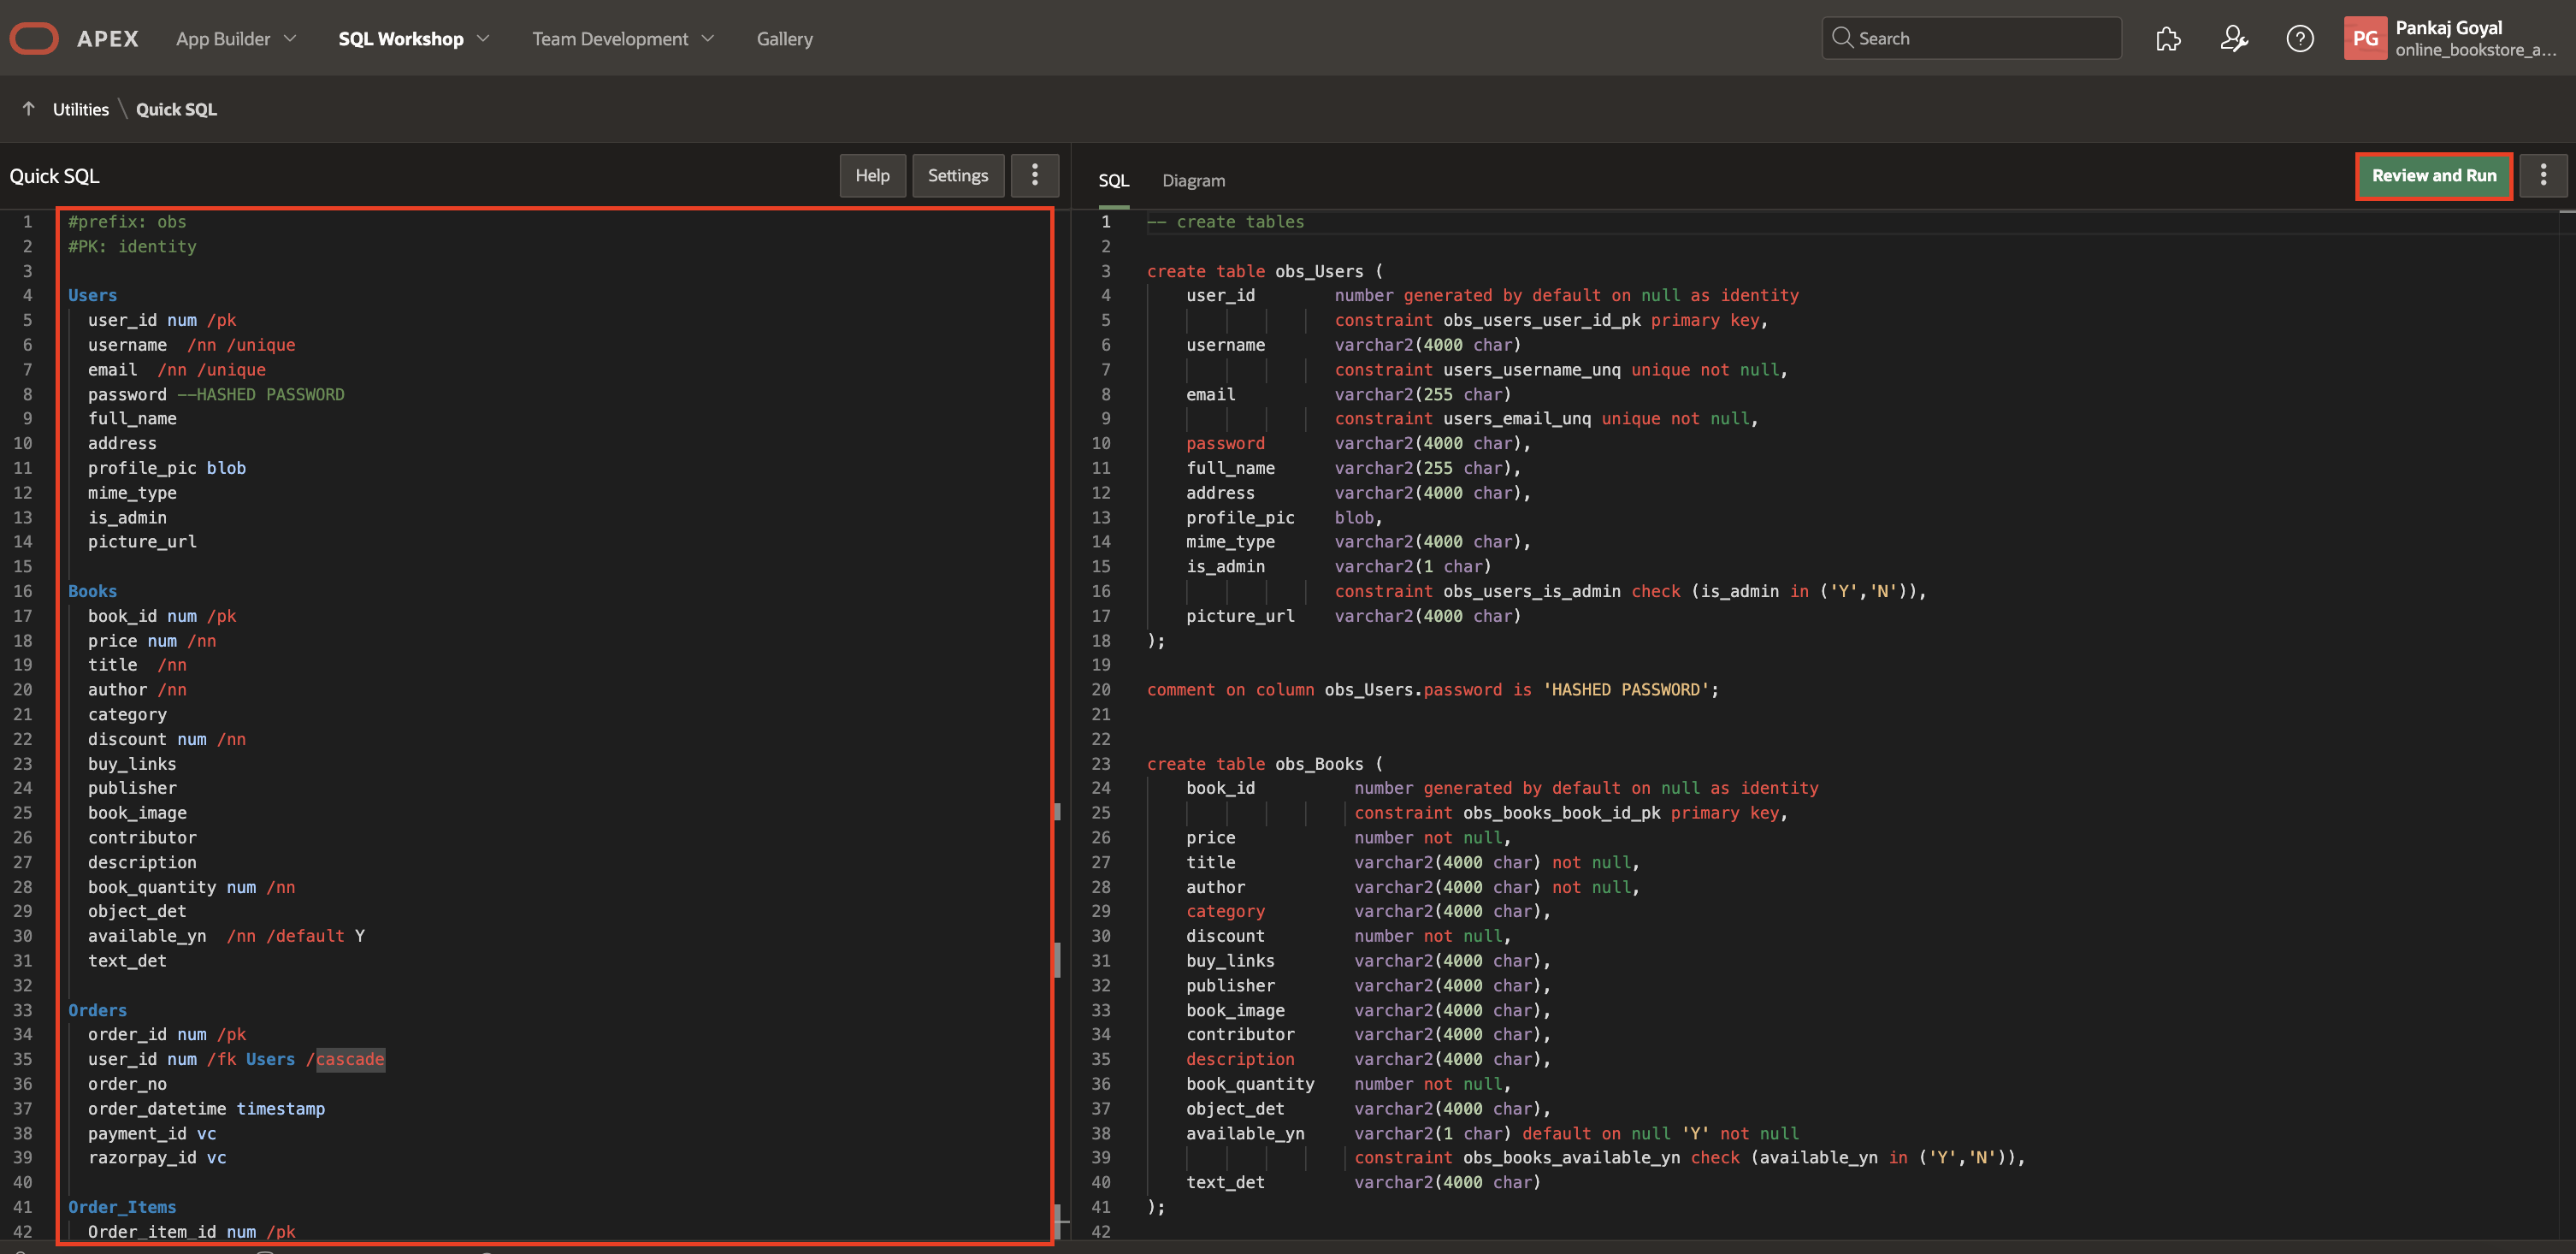 APEX App Builder SQL Workshop Team Development Gallery Search PG Pankaj Goyal
online_bookstore_a...
Utilities \ Quick SQL
Quick SQL Help Settings
SQL Diagram Review and Run
1 #prefix: obs
2 #PK: identity
3
4 Users
5 user_id num /pk
6 username  /nn /unique
7 email  /nn /unique
8 password --HASHED PASSWORD
9 full_name
10 address
11 profile_pic blob
12 mime_type
13 is_admin
14 picture_url
15
16 Books
17 book_id num /pk
18 price num /nn
19 title  /nn
20 author /nn
21 category
22 discount num /nn
23 buy_links
24 publisher
25 book_image
26 contributor
27 description
28 book_quantity num /nn
29 object_det
30 available_yn  /nn /default Y
31 text_det
32
33 Orders
34 order_id num /pk
35 user_id num /fk Users /cascade
36 order_no
37 order_datetime timestamp
38 payment_id vc
39 razorpay_id vc
40
41 Order_Items
42 Order_item_id num /pk
1 -- create tables
2
3 create table obs_Users (
4 user_id number generated by default on null as identity
5 constraint obs_users_user_id_pk primary key,
6 username varchar2(4000 char)
7 constraint users_username_unq unique not null,
8 email varchar2(255 char)
9 constraint users_email_unq unique not null,
10 password varchar2(4000 char),
11 full_name varchar2(255 char),
12 address varchar2(4000 char),
13 profile_pic blob,
14 mime_type varchar2(4000 char),
15 is_admin varchar2(1 char)
16 constraint obs_users_is_admin check (is_admin in ('Y','N')),
17 picture_url varchar2(4000 char)
18 );
19
20 comment on column obs_Users.password is 'HASHED PASSWORD';
21
22
23 create table obs_Books (
24 book_id number generated by default on null as identity
25 constraint obs_books_book_id_pk primary key,
26 price number not null,
27 title varchar2(4000 char) not null,
28 author varchar2(4000 char) not null,
29 category varchar2(4000 char),
30 discount number not null,
31 buy_links varchar2(4000 char),
32 publisher varchar2(4000 char),
33 book_image varchar2(4000 char),
34 contributor varchar2(4000 char),
35 description varchar2(4000 char),
36 book_quantity number not null,
37 object_det varchar2(4000 char),
38 available_yn varchar2(1 char) default on null 'Y' not null
39 constraint obs_books_available_yn check (available_yn in ('Y','N')),
40 text_det varchar2(4000 char)
41 );
42